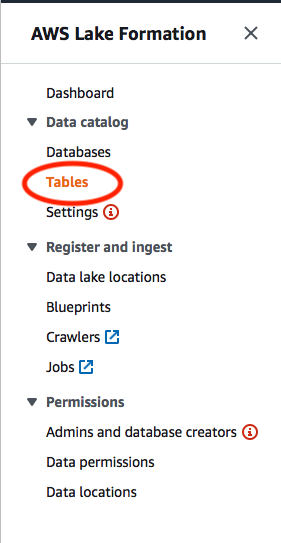 AWS Lake Formation
Dashboard
Data catalog
Databases
Tables
Settings
Register and ingest
Data lake locations
Blueprints
Crawlers
Jobs
Permissions
Admins and database creators
Data permissions
Data locations